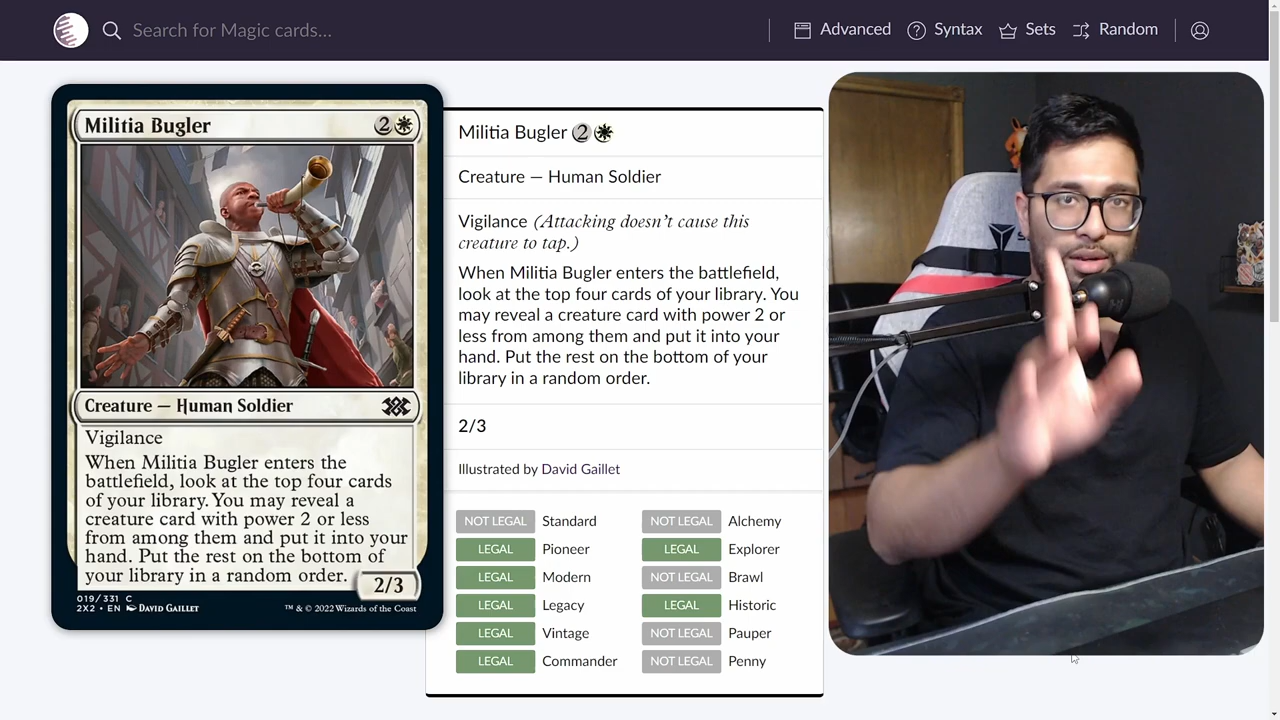 Search for Magic cards...
Advanced
Syntax
Sets
Random
Militia Bugler 2
Creature — Human Soldier
Vigilance
When Militia Bugler enters the
battlefield, look at the top four cards
of your library. You may reveal a
creature card with power 2 or less
from among them and put it into your
hand. Put the rest on the bottom of
your library in a random order.
2/3
019/331 C
2X2 • EN DAVID GAILLET
™ & © 2022 Wizards of the Coast
Militia Bugler 2
Creature — Human Soldier
Vigilance (Attacking doesn't cause this
creature to tap.)
When Militia Bugler enters the battlefield,
look at the top four cards of your library. You
may reveal a creature card with power 2 or
less from among them and put it into your
hand. Put the rest on the bottom of your
library in a random order.
2/3
Illustrated by David Gaillet
NOT LEGAL Standard NOT LEGAL Alchemy
LEGAL Pioneer LEGAL Explorer
LEGAL Modern NOT LEGAL Brawl
LEGAL Legacy LEGAL Historic
LEGAL Vintage NOT LEGAL Pauper
LEGAL Commander NOT LEGAL Penny